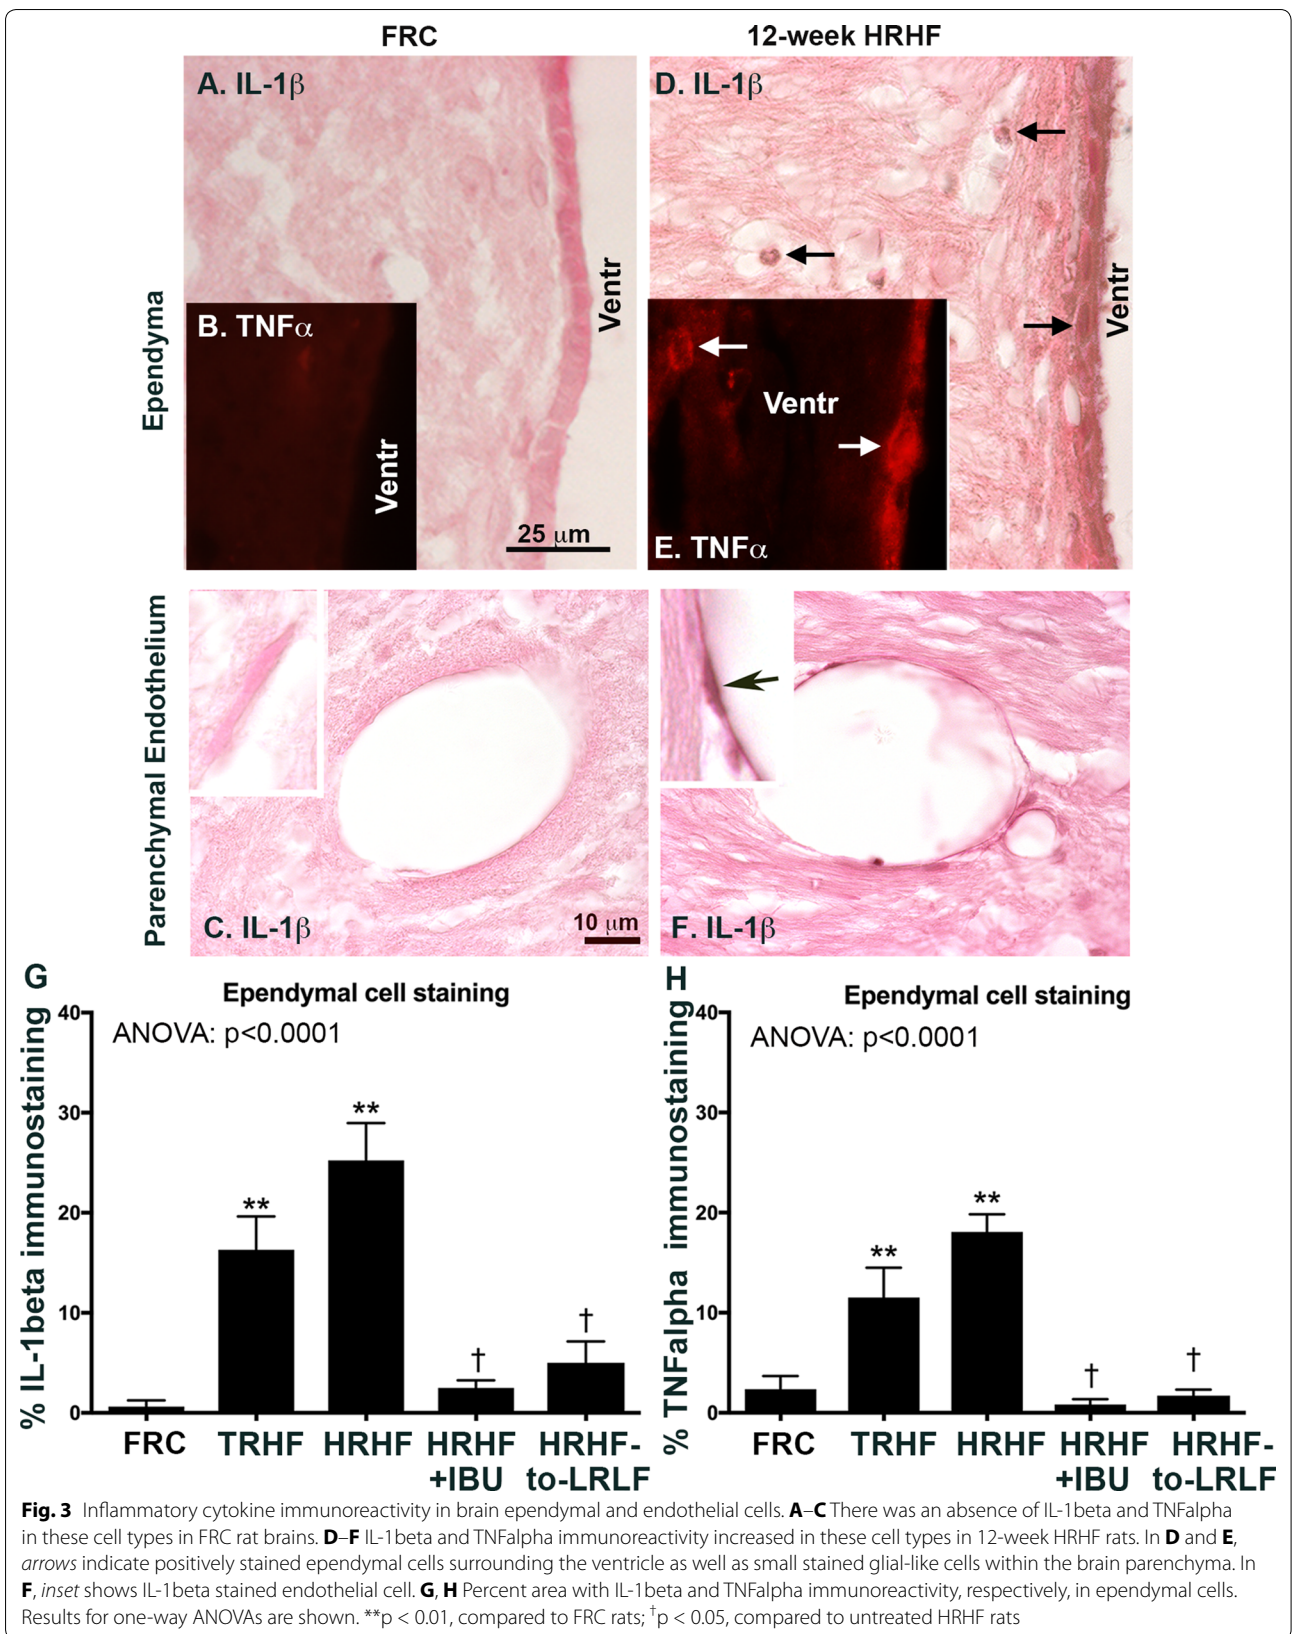 FRC
12-week HRHF
A. IL-1β
D. IL-1β
Ventr
Ventr
B. TNFα
Ventr
Ventr
E. TNFα
25 μm
Ependyma
Parenchymal Endothelium
C. IL-1β
10 μm
F. IL-1β
G
Ependymal cell staining
ANOVA: p<0.0001
% IL-1beta immunostaining
40
30
20
10
0
**
**
†
†
FRC TRHF HRHF HRHF HRHF-
+IBU to-LRLF
H
Ependymal cell staining
ANOVA: p<0.0001
% TNFalpha immunostaining
40
30
20
10
0
**
**
†
†
FRC TRHF HRHF HRHF HRHF-
+IBU to-LRLF
Fig. 3 Inflammatory cytokine immunoreactivity in brain ependymal and endothelial cells. A–C There was an absence of IL-1beta and TNFalpha
in these cell types in FRC rat brains. D–F IL-1beta and TNFalpha immunoreactivity increased in these cell types in 12-week HRHF rats. In D and E,
arrows indicate positively stained ependymal cells surrounding the ventricle as well as small stained glial-like cells within the brain parenchyma. In
F, inset shows IL-1beta stained endothelial cell. G, H Percent area with IL-1beta and TNFalpha immunoreactivity, respectively, in ependymal cells.
Results for one-way ANOVAs are shown. **p < 0.01, compared to FRC rats; †p < 0.05, compared to untreated HRHF rats